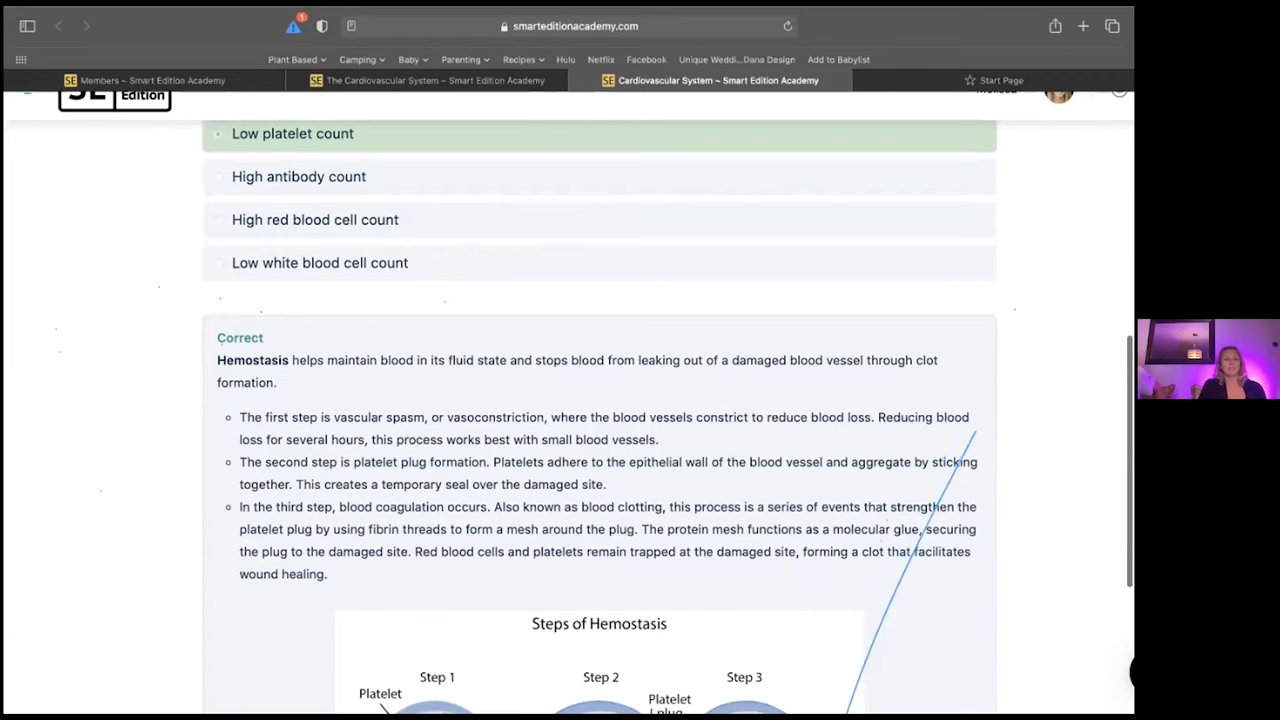 1
smarteditionacademy.com
Plant Based Camping Baby Parenting Recipes Hulu Netflix Facebook Unique Weddi...Dana Design Add to Babylist
SE Members ~ Smart Edition Academy SE The Cardiovascular System ~ Smart Edition Academy SE Cardiovascular System ~ Smart Edition Academy Start Page
SE Edition
Low platelet count
High antibody count
High red blood cell count
Low white blood cell count
Correct
Hemostasis helps maintain blood in its fluid state and stops blood from leaking out of a damaged blood vessel through clot
formation.
The first step is vascular spasm, or vasoconstriction, where the blood vessels constrict to reduce blood loss. Reducing blood
loss for several hours, this process works best with small blood vessels.
The second step is platelet plug formation. Platelets adhere to the epithelial wall of the blood vessel and aggregate by sticking
together. This creates a temporary seal over the damaged site.
In the third step, blood coagulation occurs. Also known as blood clotting, this process is a series of events that strengthen the
platelet plug by using fibrin threads to form a mesh around the plug. The protein mesh functions as a molecular glue, securing
the plug to the damaged site. Red blood cells and platelets remain trapped at the damaged site, forming a clot that facilitates
wound healing.
Steps of Hemostasis
Step 1 Step 2 Step 3
Platelet Platelet
plug